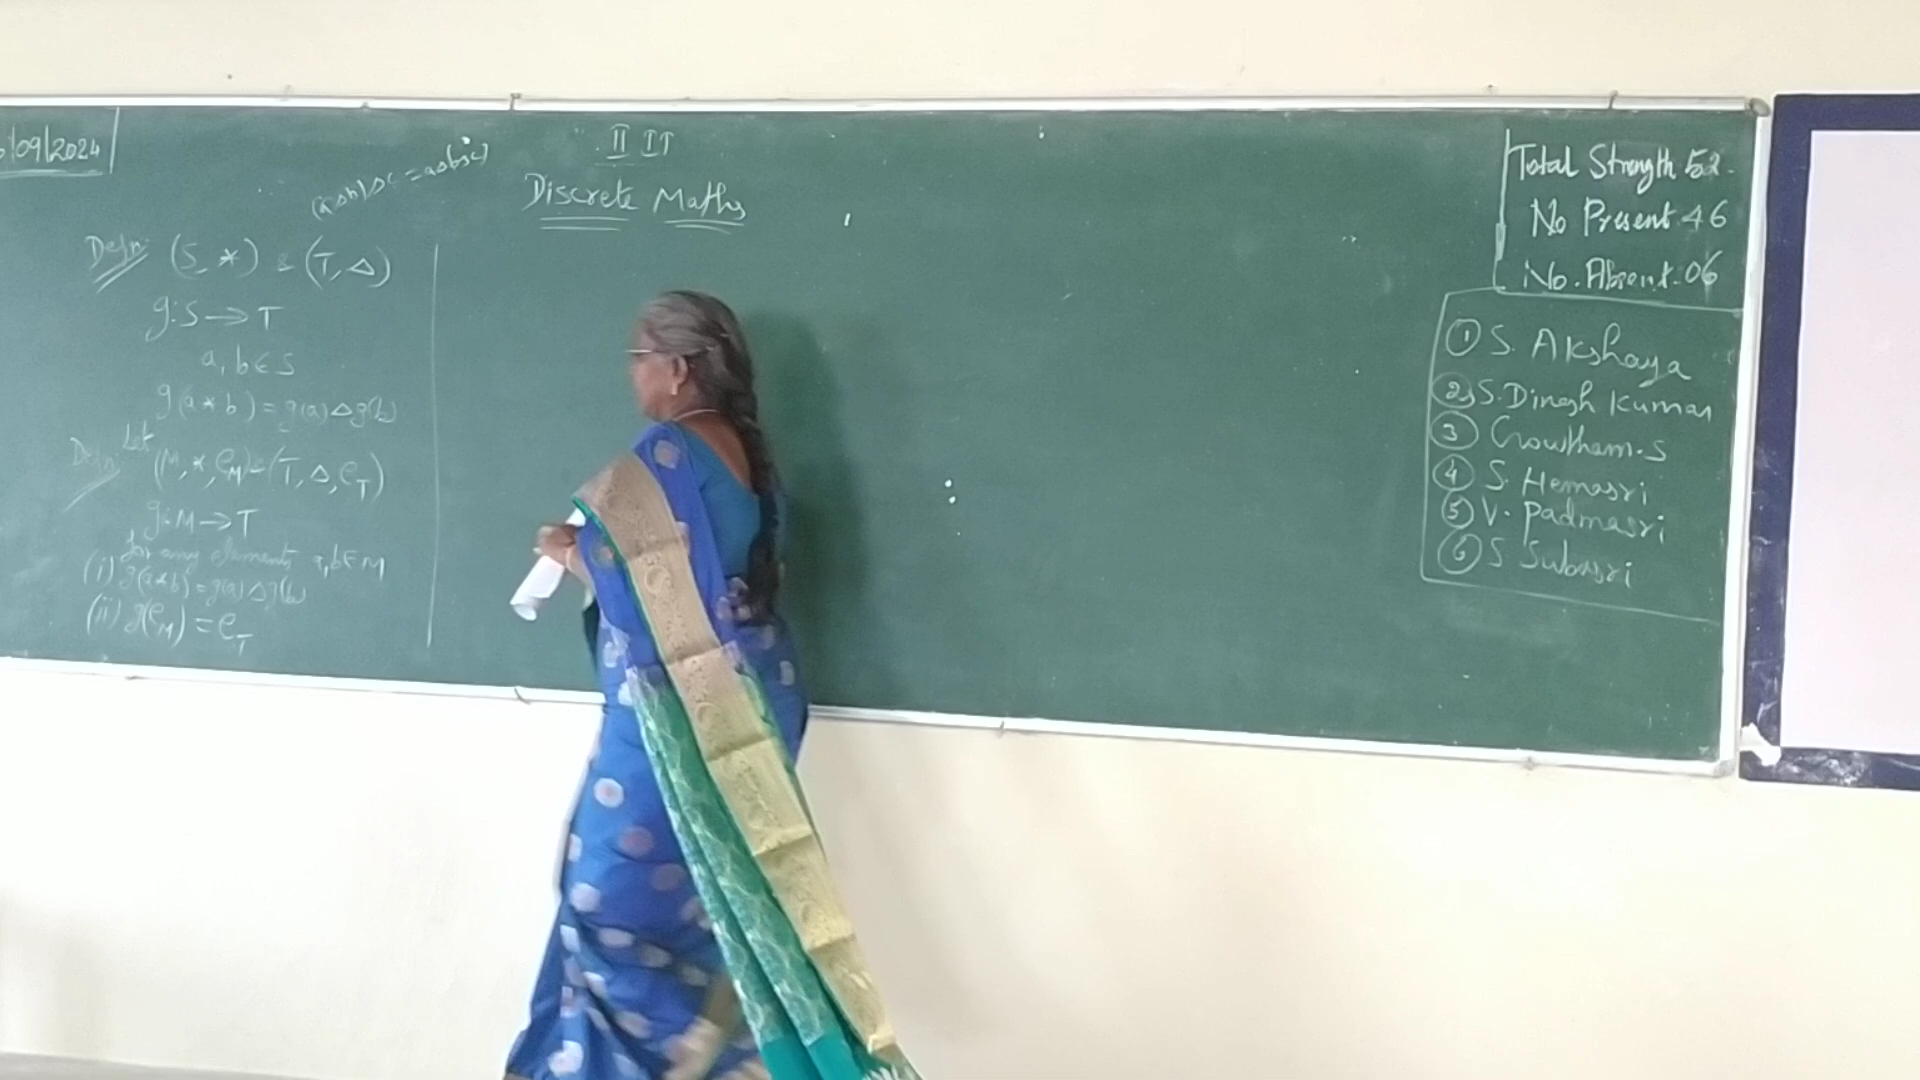 09/2024
(a Δ b) Δ c = a Δ (b Δ c)
II IT
Discrete Maths
Defn: (S, *) & (T, Δ)
g: S → T
a, b ∈ S
g(a * b) = g(a) Δ g(b)
Defn: Let
(M, *, e_M) & (T, Δ, e_T)
g: M → T
for any elements a, b ∈ M
(i) g(a * b) = g(a) Δ g(b)
(ii) g(e_M) = e_T
Total Strength 52.
No Present 46
No. Absent. 06
① S. Akshaya
② S. Dinesh Kumar
③ Gowtham. S
④ S. Hemasri
⑤ V. Padmasri
⑥ S Subasri